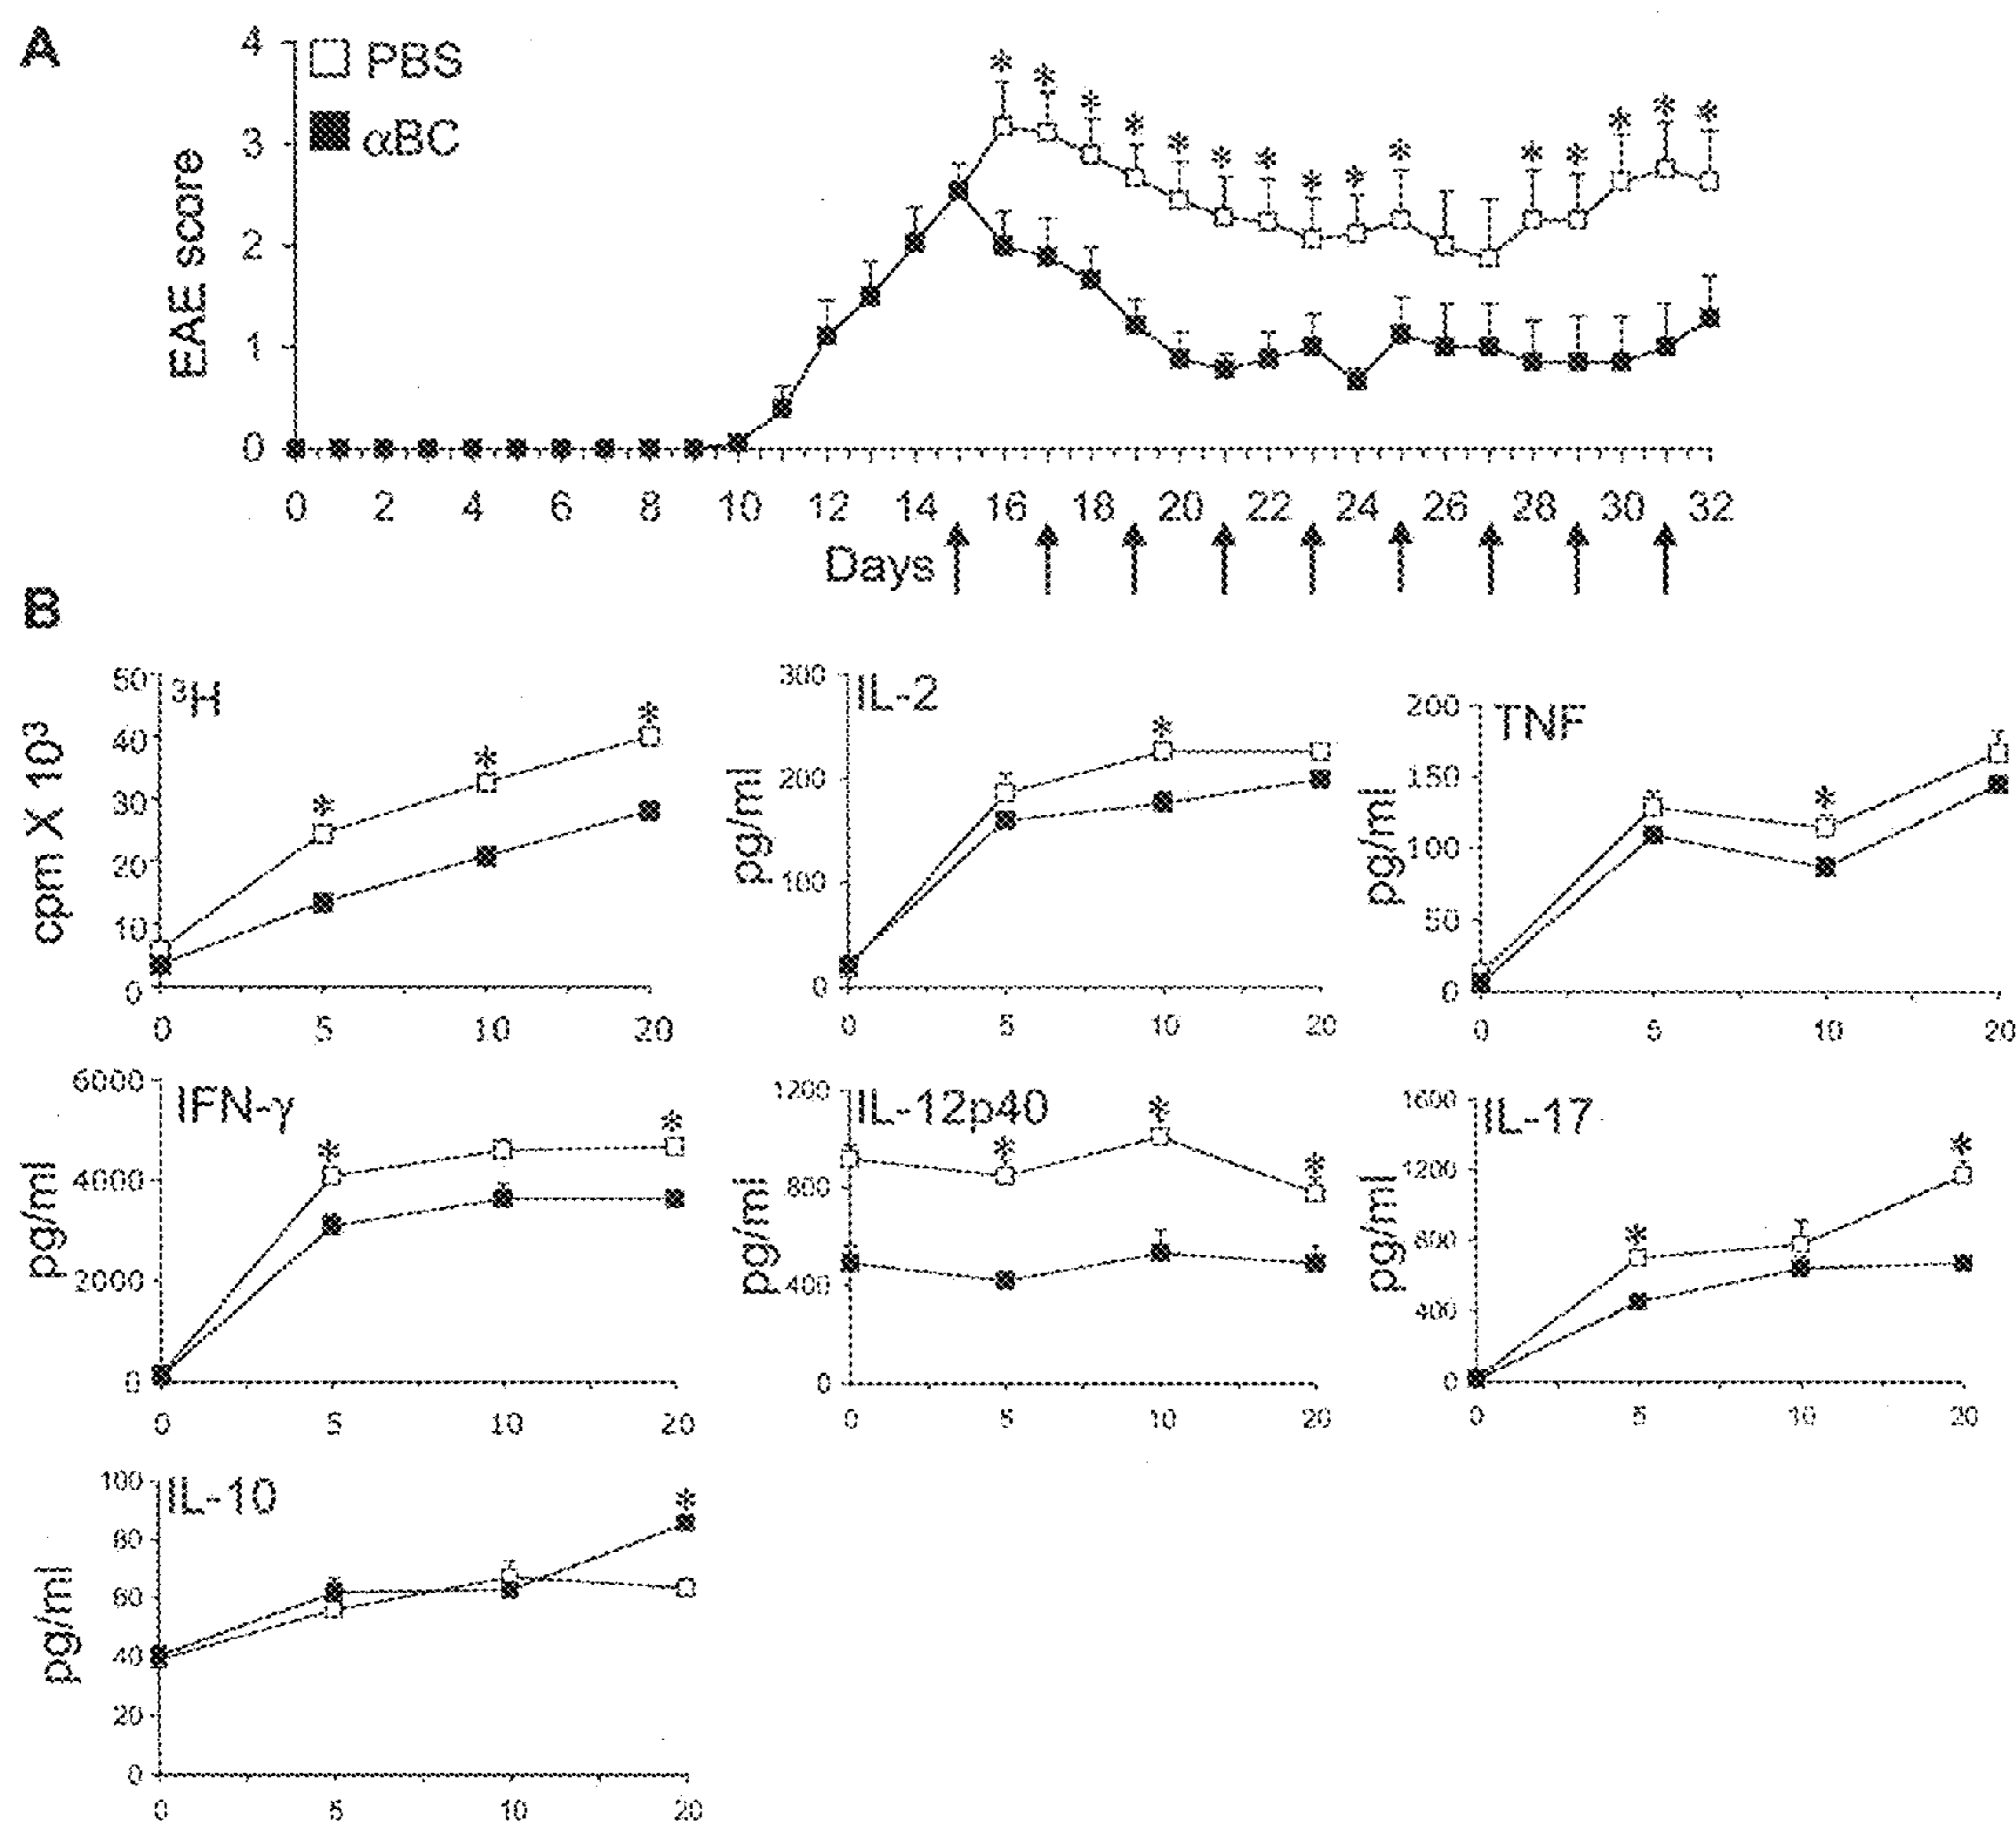 A
4
3
2
1
0
EAE score
□ PBS
■ αBC
* * * * * * * * * * * * * * *
0 2 4 6 8 10 12 14 16 18 20 22 24 26 28 30 32
Days
B
50
40
30
20
10
0
cpm X 10³
³H
* * *
0 5 10 20
300
200
100
0
pg/ml
IL-2
*
0 5 10 20
200
150
100
50
0
pg/ml
TNF
*
0 5 10 20
6000
4000
2000
0
pg/ml
IFN-γ
* *
0 5 10 20
1200
800
400
0
pg/ml
IL-12p40
* * *
0 5 10 20
1600
1200
800
400
0
pg/ml
IL-17
* *
0 5 10 20
100
80
60
40
20
0
pg/ml
IL-10
*
0 5 10 20